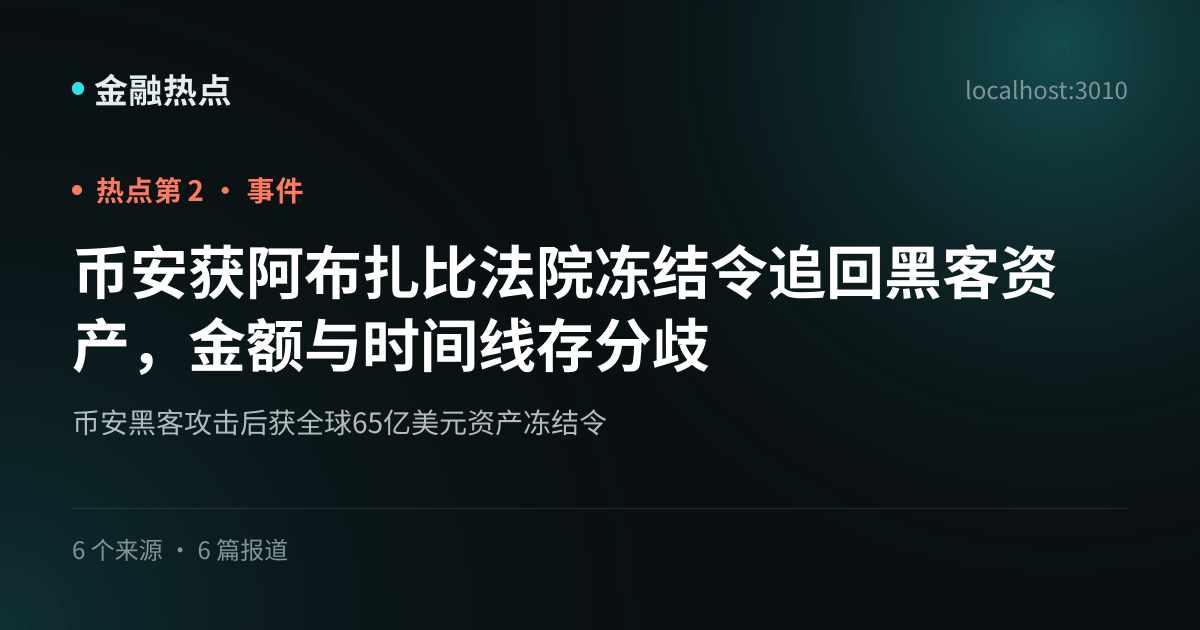 金融热点
localhost:3010
热点第 2 · 事件
币安获阿布扎比法院冻结令追回黑客资
产，金额与时间线存分歧
币安黑客攻击后获全球65亿美元资产冻结令
6 个来源 · 6 篇报道